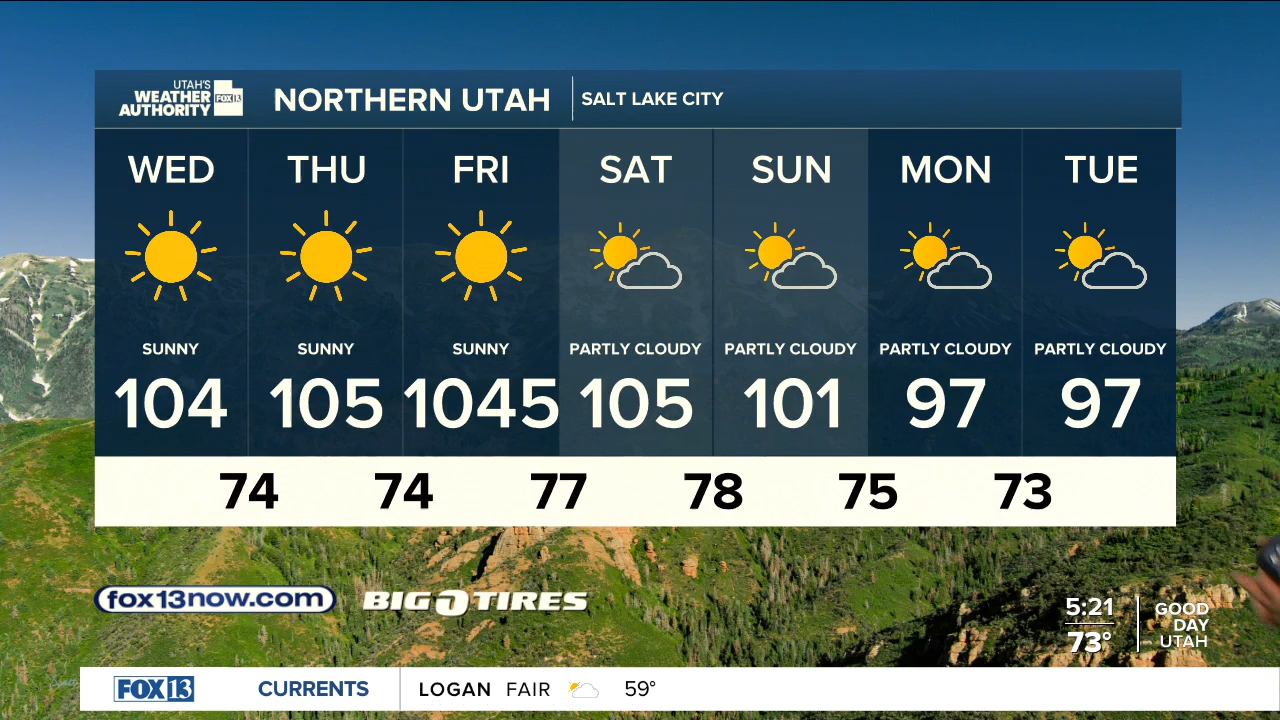 UTAH'S
WEATHER
AUTHORITY
FOX 13
NORTHERN UTAH
SALT LAKE CITY
WED THU FRI SAT SUN MON TUE
SUNNY SUNNY SUNNY PARTLY CLOUDY PARTLY CLOUDY PARTLY CLOUDY PARTLY CLOUDY
104 105 1045 105 101 97 97
74 74 77 78 75 73
fox13now.com
BIG O TIRES
5:21
73°
GOOD
DAY
UTAH
FOX 13 CURRENTS LOGAN FAIR 59°